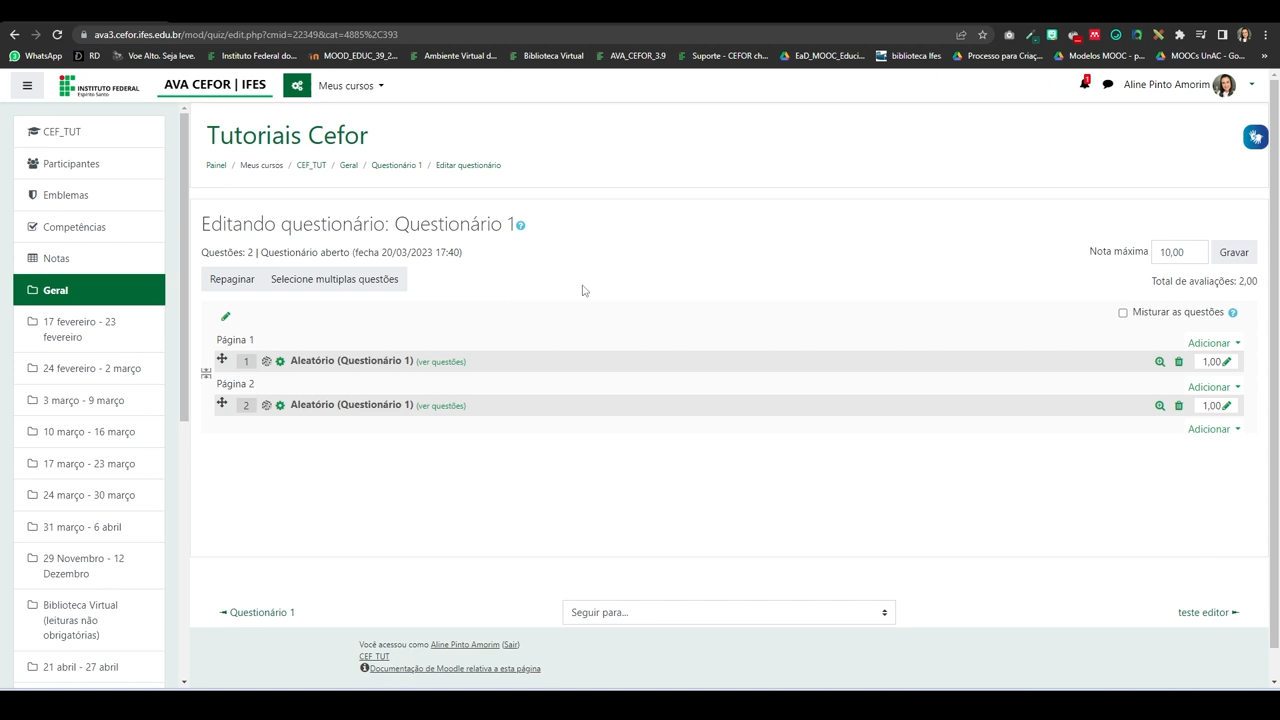 ava3.cefor.ifes.edu.br/mod/quiz/edit.php?cmid=22349&cat=4885%2C393
WhatsApp
RD
Voe Alto. Seja leve.
Instituto Federal do...
MOOD_EDUC_39_2...
Ambiente Virtual d...
Biblioteca Virtual
AVA_CEFOR_3.9
Suporte - CEFOR ch...
EaD_MOOC_Educi...
biblioteca Ifes
Processo para Criaç...
Modelos MOOC - p...
MOOCs UnAC - Go...
INSTITUTO FEDERAL
Espírito Santo
AVA CEFOR | IFES
Meus cursos
1
Aline Pinto Amorim
CEF_TUT
Participantes
Emblemas
Competências
Notas
Geral
17 fevereiro - 23
fevereiro
24 fevereiro - 2 março
3 março - 9 março
10 março - 16 março
17 março - 23 março
24 março - 30 março
31 março - 6 abril
29 Novembro - 12
Dezembro
Biblioteca Virtual
(leituras não
obrigatórias)
21 abril - 27 abril
Tutoriais Cefor
Painel / Meus cursos / CEF_TUT / Geral / Questionário 1 / Editar questionário
Editando questionário: Questionário 1
Questões: 2 | Questionário aberto (fecha 20/03/2023 17:40)
Nota máxima 10,00 Gravar
Repaginar Selecione multiplas questões
Total de avaliações: 2,00
Misturar as questões
Página 1
Adicionar
1 Aleatório (Questionário 1) (ver questões) 1,00
Página 2
Adicionar
2 Aleatório (Questionário 1) (ver questões) 1,00
Adicionar
◄ Questionário 1
Seguir para...
teste editor ►
Você acessou como Aline Pinto Amorim (Sair)
CEF_TUT
Documentação de Moodle relativa a esta página